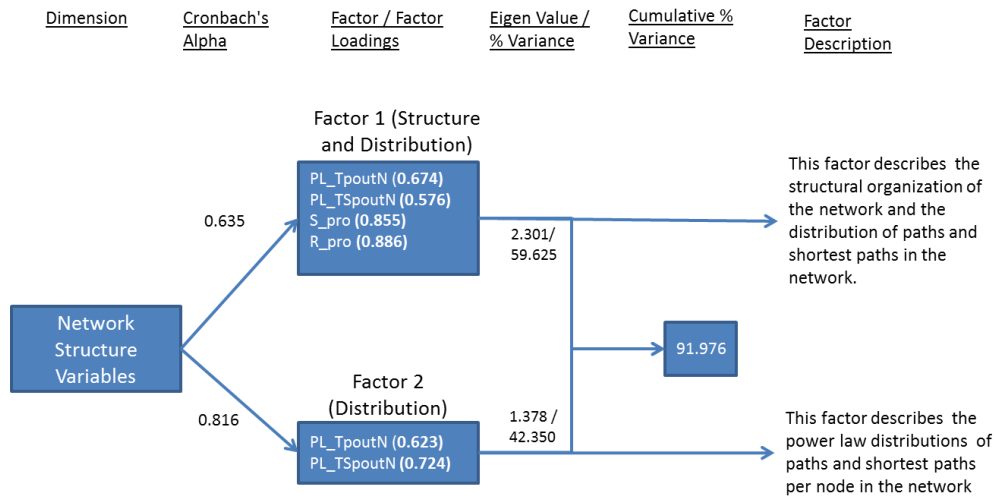 Dimension
Cronbach's
Alpha
Factor / Factor
Loadings
Eigen Value /
% Variance
Cumulative %
Variance
Factor
Description
Factor 1 (Structure
and Distribution)
PL_TpoutN (0.674)
PL_TSpoutN (0.576)
S_pro (0.855)
R_pro (0.886)
0.635
2.301/
59.625
This factor describes the
structural organization of
the network and the
distribution of paths and
shortest paths in the
network.
Network
Structure
Variables
91.976
Factor 2
(Distribution)
0.816
PL_TpoutN (0.623)
PL_TSpoutN (0.724)
1.378 /
42.350
This factor describes the
power law distributions of
paths and shortest paths
per node in the network